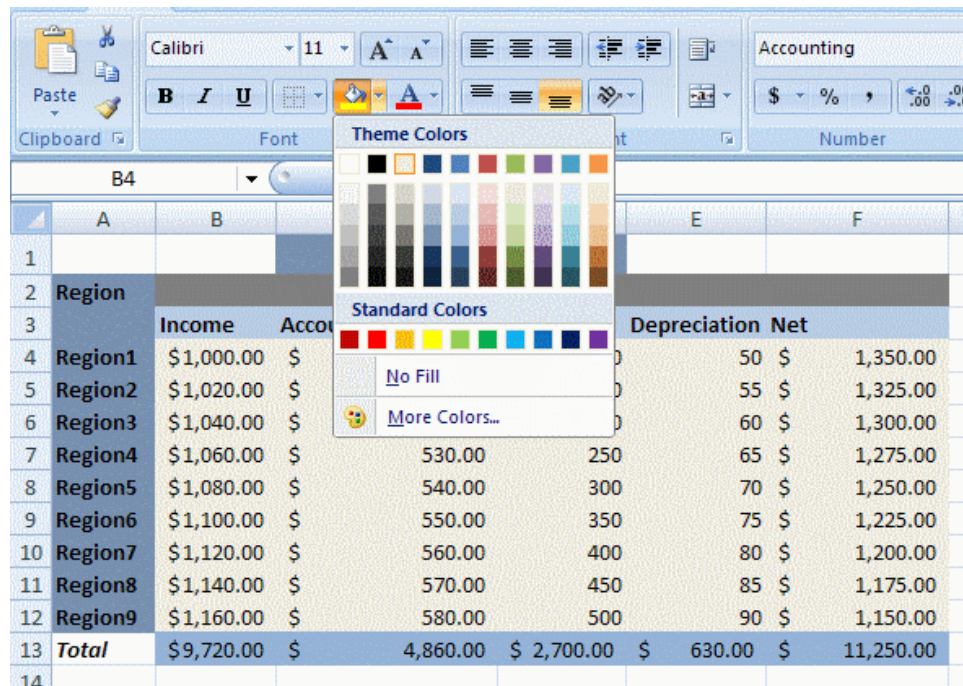 Calibri 11 A A Accounting
Paste B I U A a $ % , .0 .00
Clipboard Font Number
Theme Colors
B4
A B E F
1
2 Region
Standard Colors
3 Income Depreciation Net
4 Region1 $1,000.00 $ 50 $ 1,350.00
No Fill
5 Region2 $1,020.00 $ 55 $ 1,325.00
More Colors...
6 Region3 $1,040.00 $ 60 $ 1,300.00
7 Region4 $1,060.00 $ 530.00 250 65 $ 1,275.00
8 Region5 $1,080.00 $ 540.00 300 70 $ 1,250.00
9 Region6 $1,100.00 $ 550.00 350 75 $ 1,225.00
10 Region7 $1,120.00 $ 560.00 400 80 $ 1,200.00
11 Region8 $1,140.00 $ 570.00 450 85 $ 1,175.00
12 Region9 $1,160.00 $ 580.00 500 90 $ 1,150.00
13 Total $9,720.00 $ 4,860.00 $ 2,700.00 $ 630.00 $ 11,250.00
14